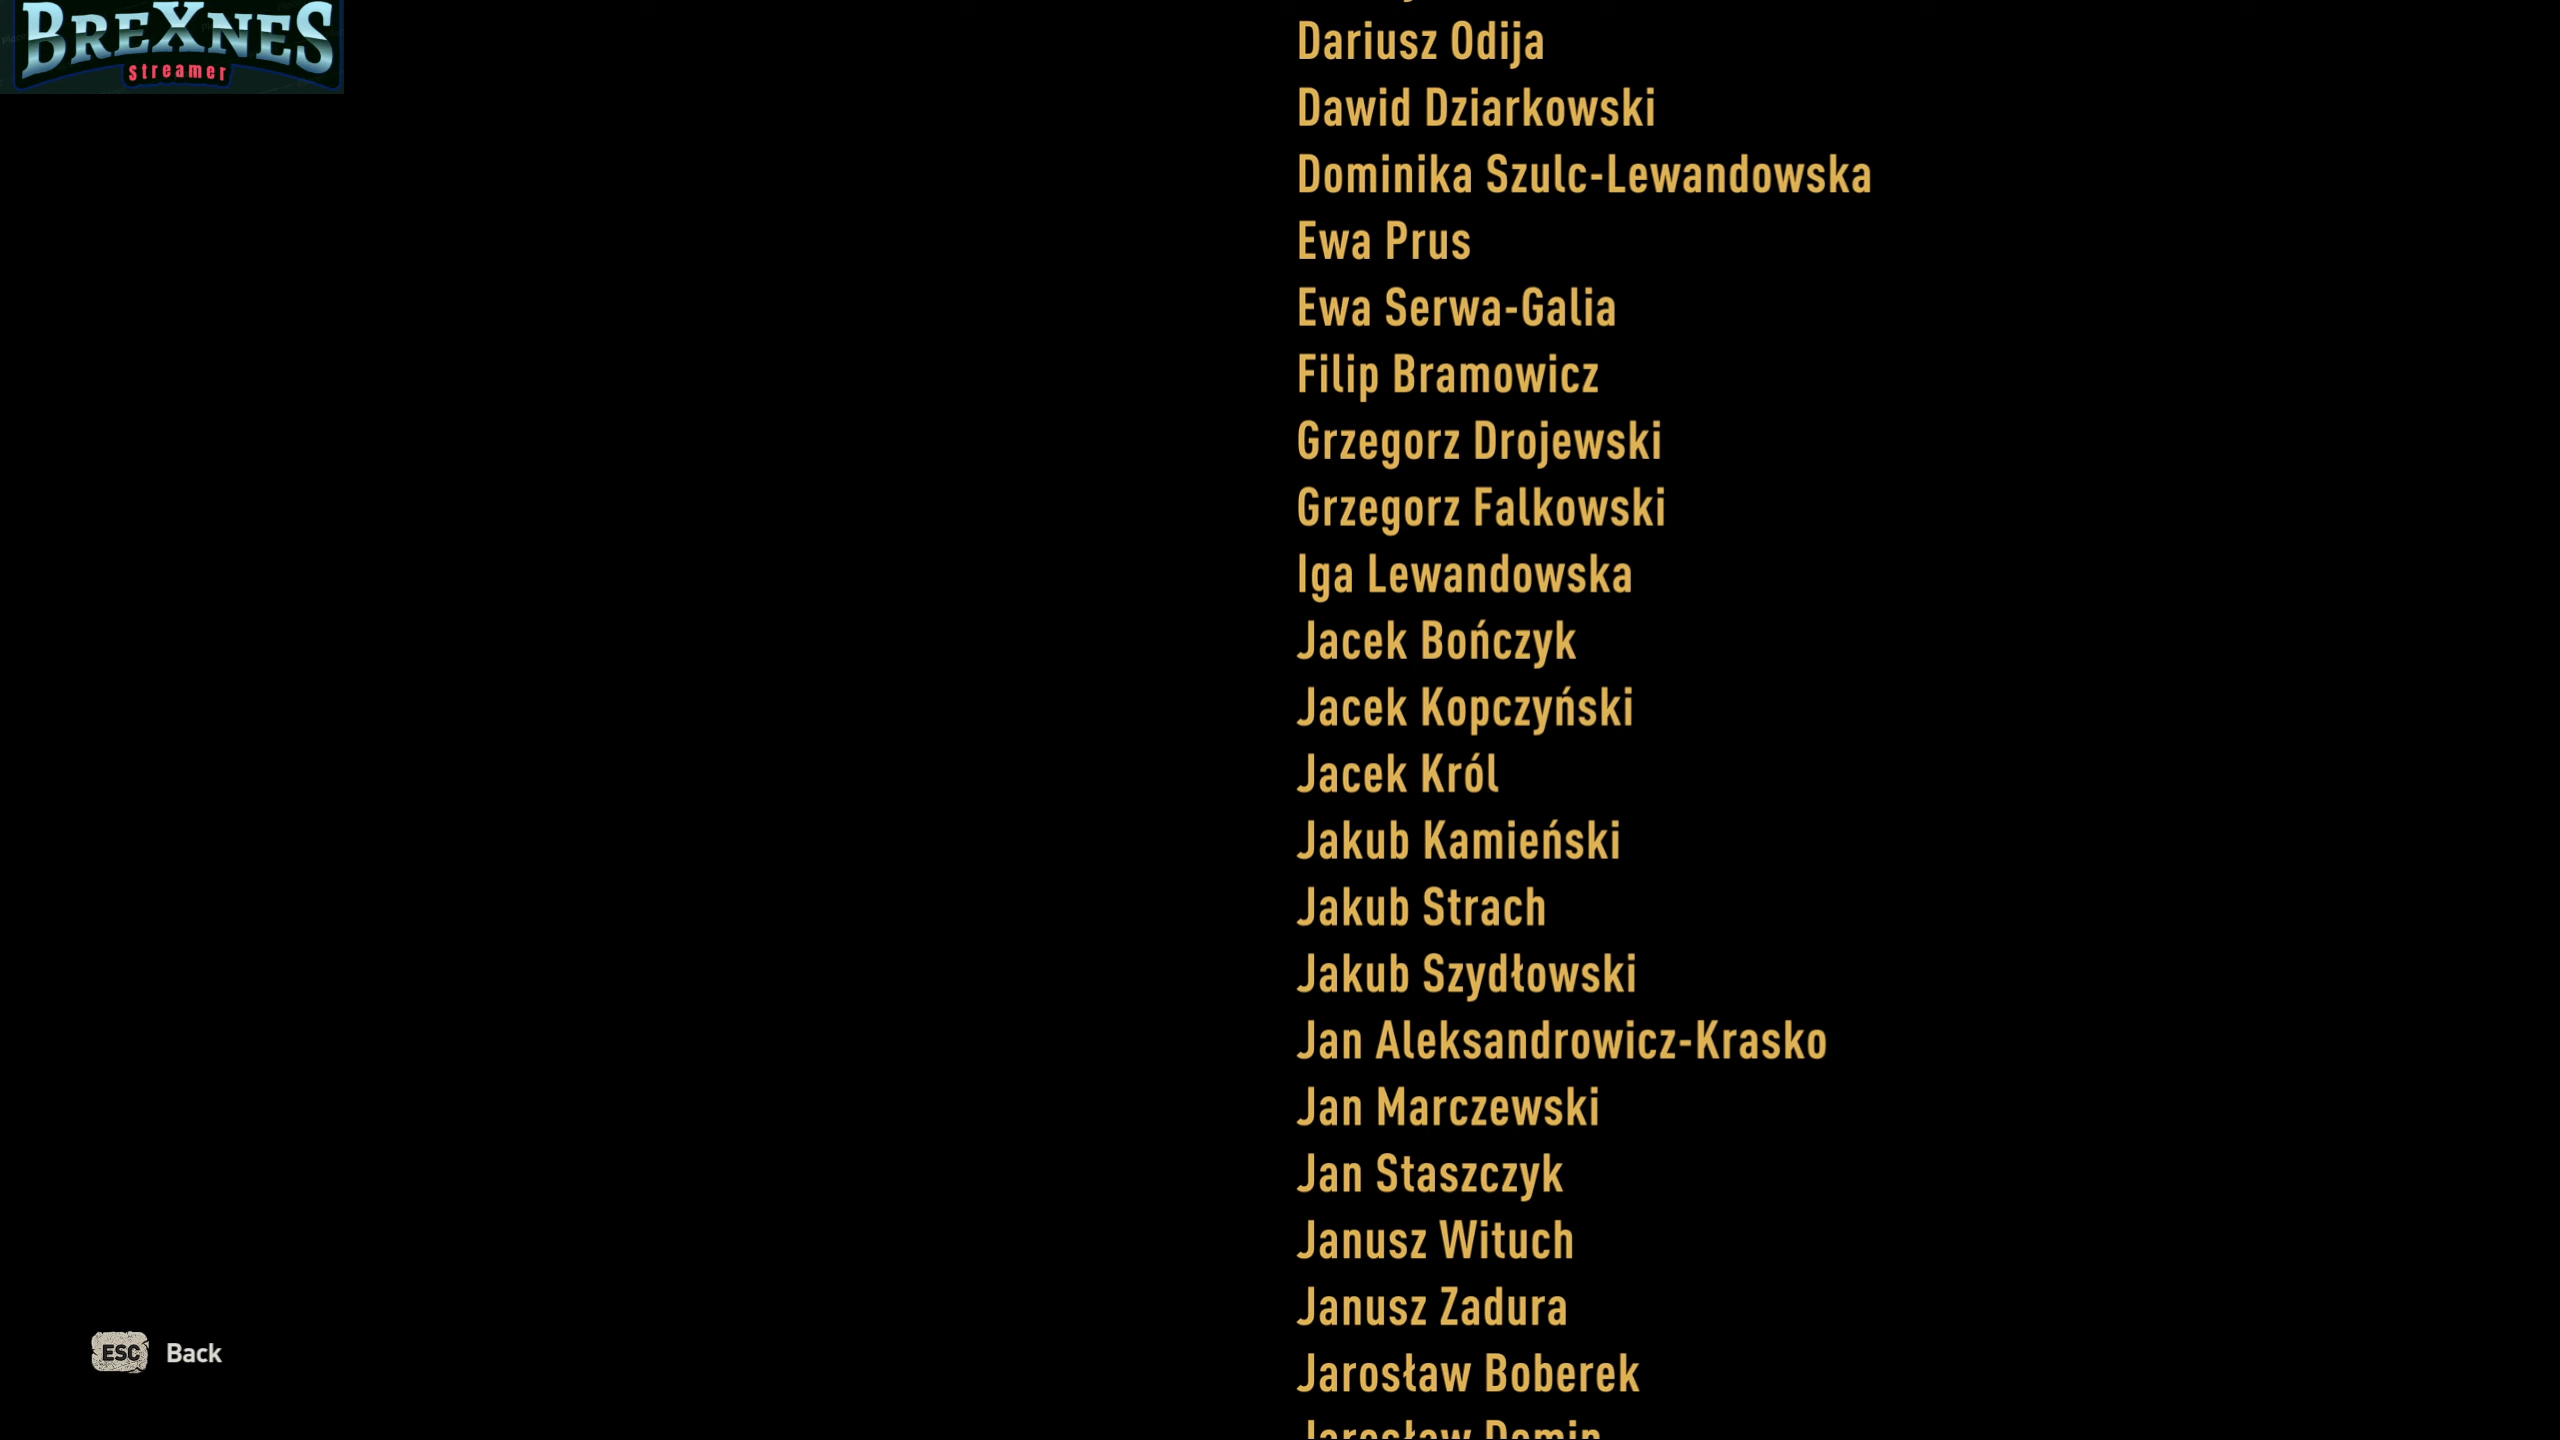 BREXNES
streamer
Dariusz Odija
Dawid Dziarkowski
Dominika Szulc-Lewandowska
Ewa Prus
Ewa Serwa-Galia
Filip Bramowicz
Grzegorz Drojewski
Grzegorz Falkowski
Iga Lewandowska
Jacek Bończyk
Jacek Kopczyński
Jacek Król
Jakub Kamieński
Jakub Strach
Jakub Szydłowski
Jan Aleksandrowicz-Krasko
Jan Marczewski
Jan Staszczyk
Janusz Wituch
Janusz Zadura
Jarosław Boberek
Jarosław Domin
ESC Back